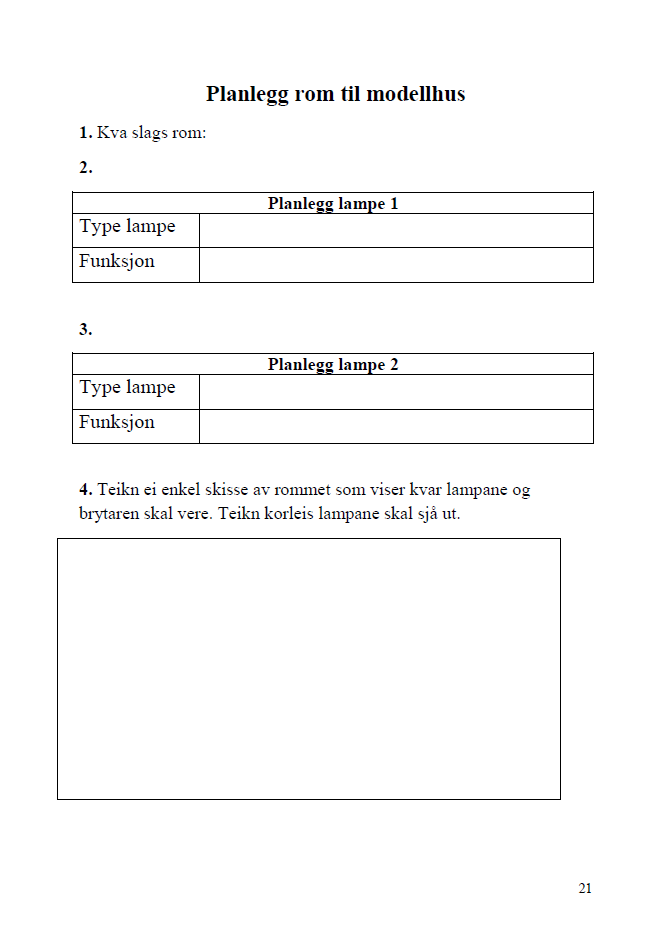 Planlegg rom til modellhus
1. Kva slags rom:
2.
Planlegg lampe 1
Type lampe
Funksjon
3.
Planlegg lampe 2
Type lampe
Funksjon
4. Teikn ei enkel skisse av rommet som viser kvar lampane og
brytaren skal vere. Teikn korleis lampane skal sjå ut.
21